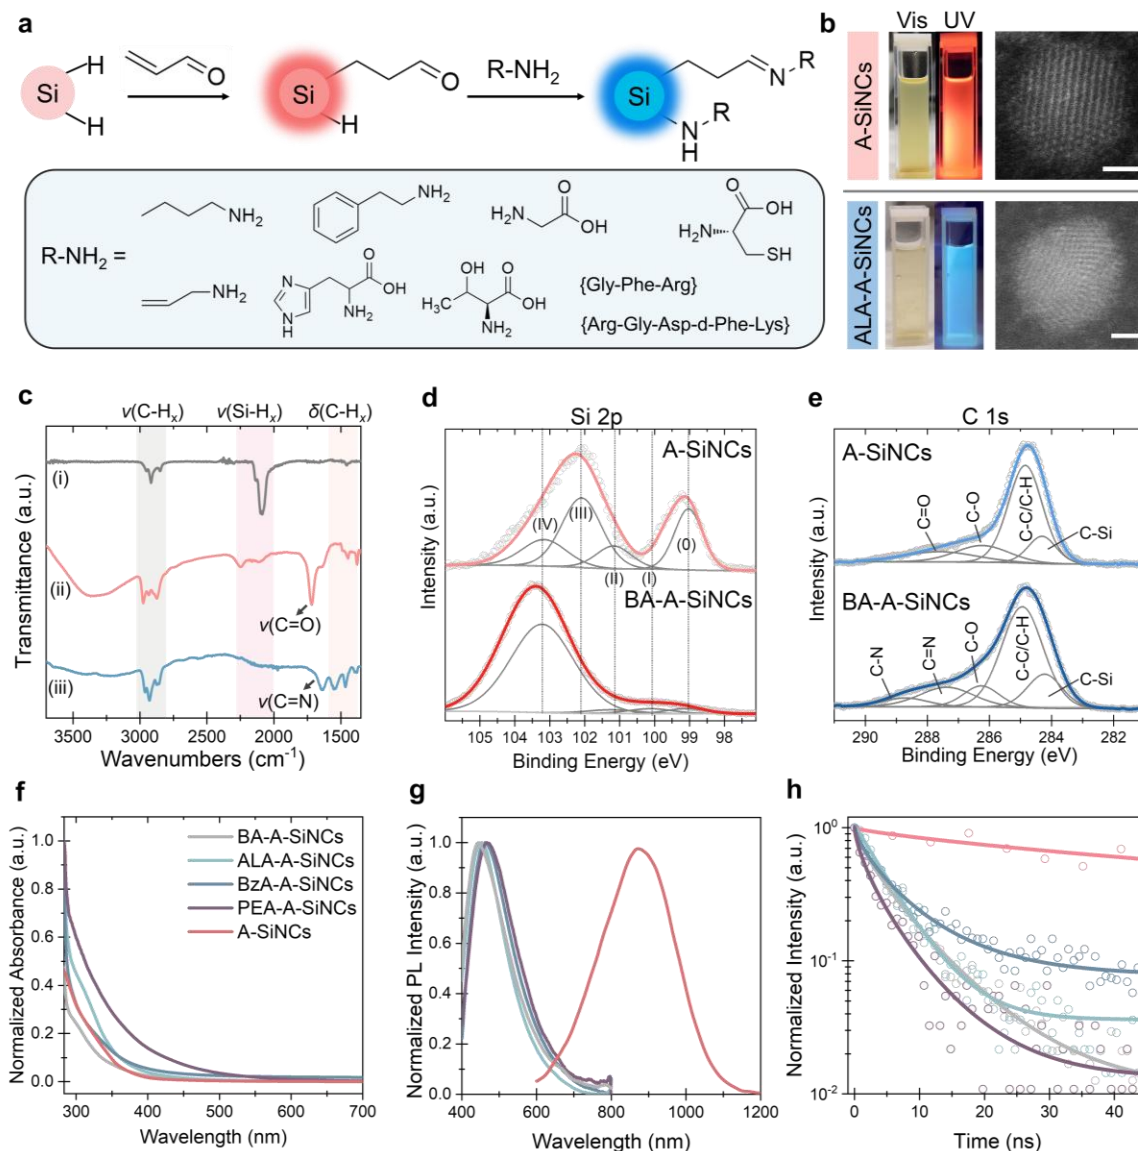 a
Si
H
H
O
Si
H
O
R-NH₂
Si
N
R
N
H
R
R-NH₂ =
NH₂
NH₂
H₂N
O
OH
O
OH
H₂N
SH
NH₂
N
N
H
O
OH
NH₂
OH
O
H₃C
OH
NH₂
{Gly-Phe-Arg}
{Arg-Gly-Asp-d-Phe-Lys}
b
Vis UV
A-SiNCs
ALA-A-SiNCs
c
ν(C-Hₓ) ν(Si-Hₓ) δ(C-Hₓ)
(i)
(ii)
ν(C=O)
(iii)
ν(C=N)
Transmittance (a.u.)
3500 3000 2500 2000 1500
Wavenumbers (cm⁻¹)
d
Si 2p
A-SiNCs
(IV)
(III)
(II)
(I)
(0)
BA-A-SiNCs
Intensity (a.u.)
105 104 103 102 101 100 99 98
Binding Energy (eV)
e
C 1s
A-SiNCs
C=O
C-O
C-C/C-H
C-Si
BA-A-SiNCs
C-N
C=N
C-O
C-C/C-H
C-Si
Intensity (a.u.)
290 288 286 284 282
Binding Energy (eV)
f
BA-A-SiNCs
ALA-A-SiNCs
BzA-A-SiNCs
PEA-A-SiNCs
A-SiNCs
Normalized Absorbance (a.u.)
1.0
0.8
0.6
0.4
0.2
0.0
300 400 500 600 700
Wavelength (nm)
g
Normalized PL Intensity (a.u.)
1.0
0.8
0.6
0.4
0.2
0.0
400 600 800 1000 1200
Wavelength (nm)
h
Normalized Intensity (a.u.)
10⁰
10⁻¹
10⁻²
0 10 20 30 40
Time (ns)